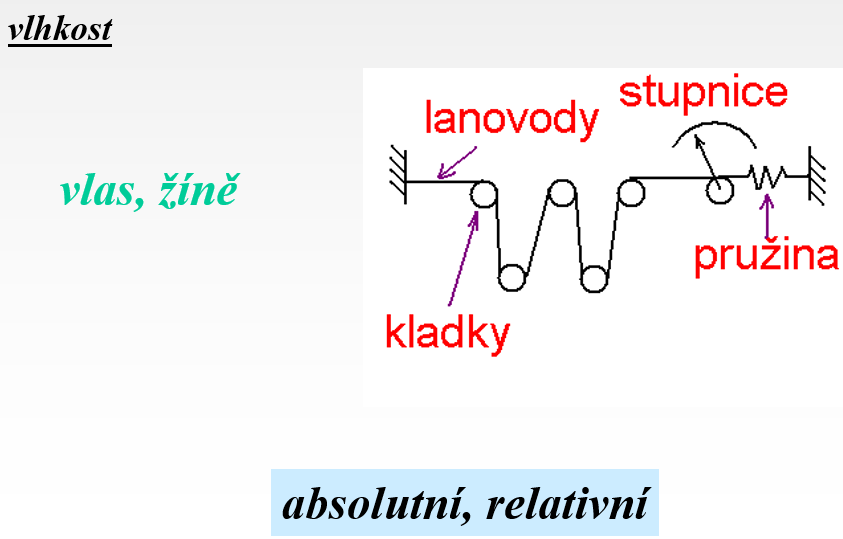 vlhkost
stupnice
lanovody
vlas, žíně
pružina
kladky
absolutní, relativní